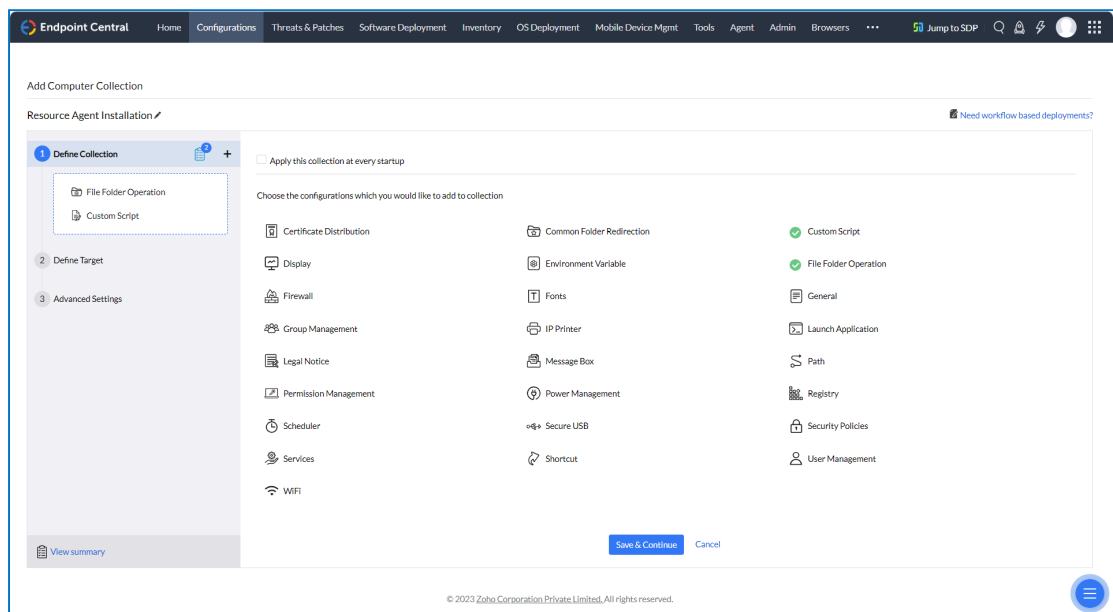 Endpoint Central Home Configurations Threats & Patches Software Deployment Inventory OS Deployment Mobile Device Mgmt Tools Agent Admin Browsers ••• Jump to SDP
Add Computer Collection
Resource Agent Installation Need workflow based deployments?
1 Define Collection 2 +
File Folder Operation
Custom Script
2 Define Target
3 Advanced Settings
View summary
Apply this collection at every startup
Choose the configurations which you would like to add to collection
Certificate Distribution Common Folder Redirection Custom Script
Display Environment Variable File Folder Operation
Firewall Fonts General
Group Management IP Printer Launch Application
Legal Notice Message Box Path
Permission Management Power Management Registry
Scheduler Secure USB Security Policies
Services Shortcut User Management
WiFi
Save & Continue Cancel
© 2023 Zoho Corporation Private Limited. All rights reserved.